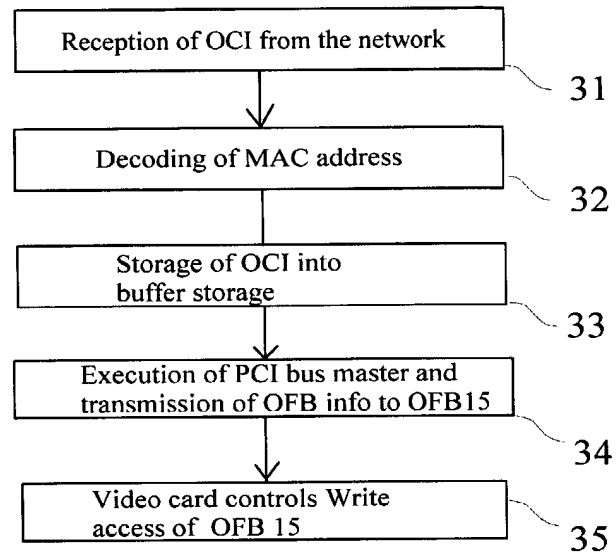 Reception of OCI from the network
31
Decoding of MAC address
32
Storage of OCI into
buffer storage
33
Execution of PCI bus master and
transmission of OFB info to OFB15
34
Video card controls Write
access of OFB 15
35